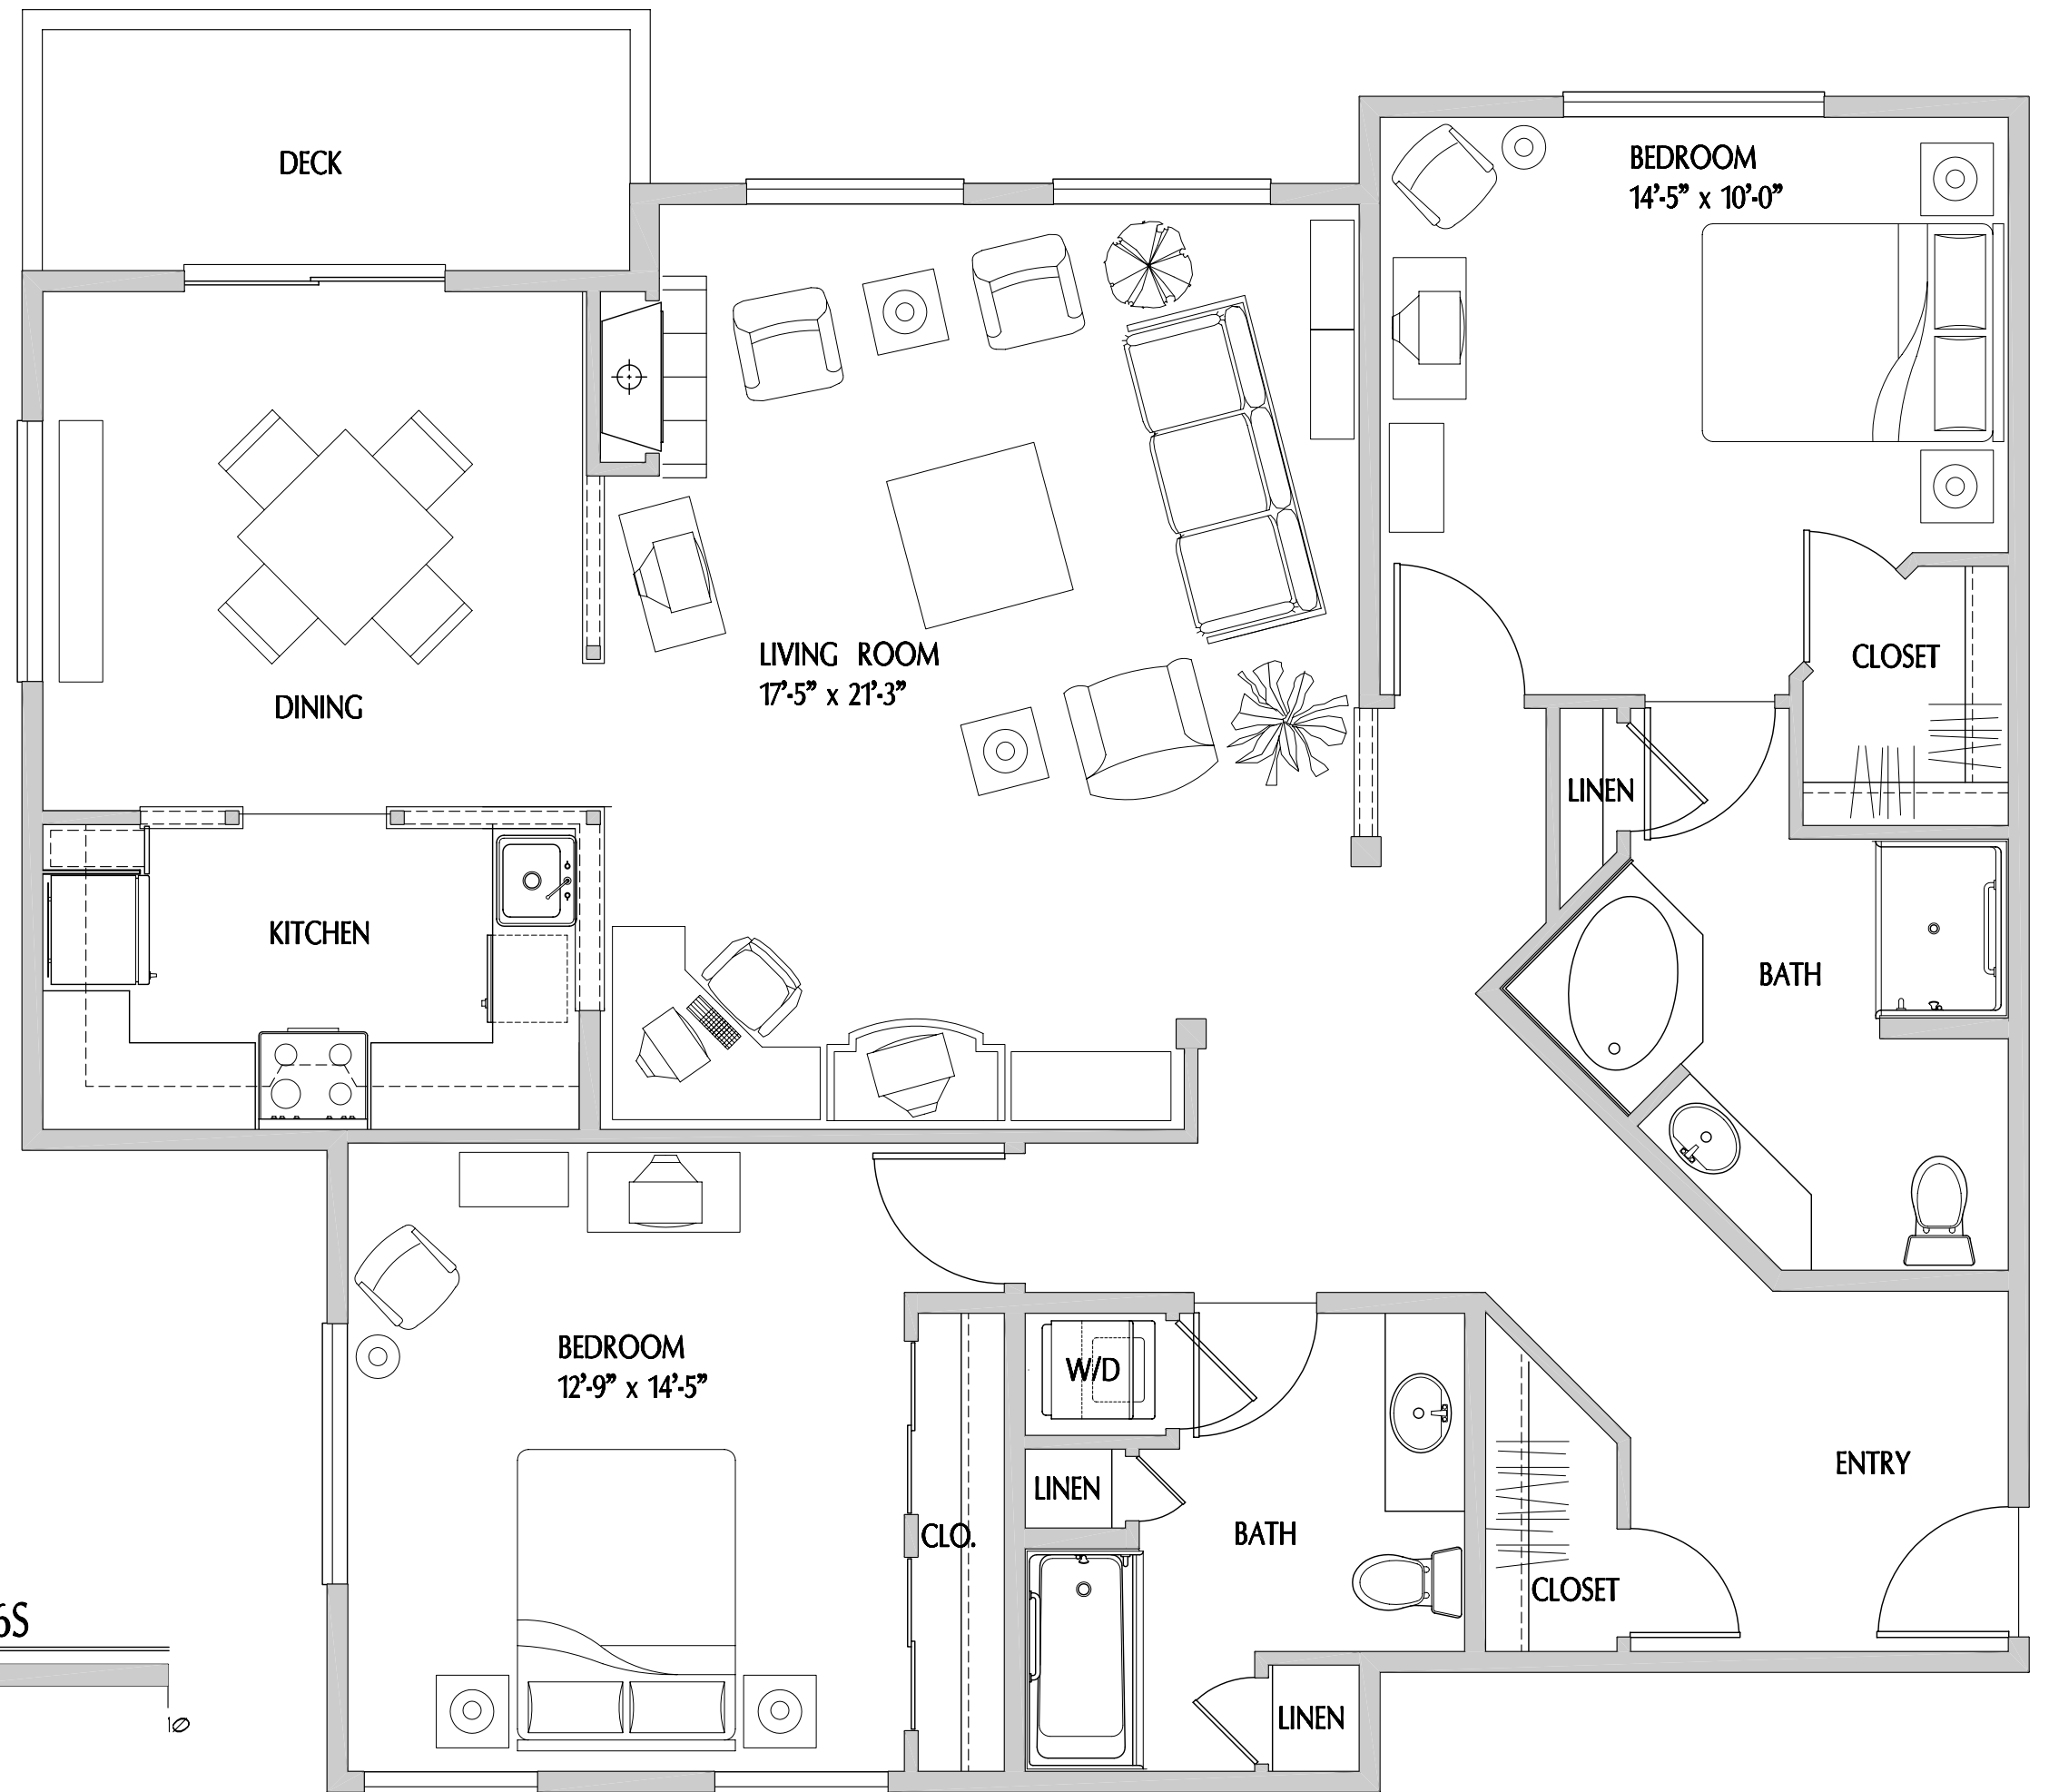 DECK
BEDROOM
14'-5" x 10'-0"
LIVING ROOM
17'-5" x 21'-3"
CLOSET
DINING
LINEN
KITCHEN
BATH
BEDROOM
12'-9" x 14'-5"
W/D
ENTRY
LINEN
CLO.
BATH
CLOSET
6S
LINEN